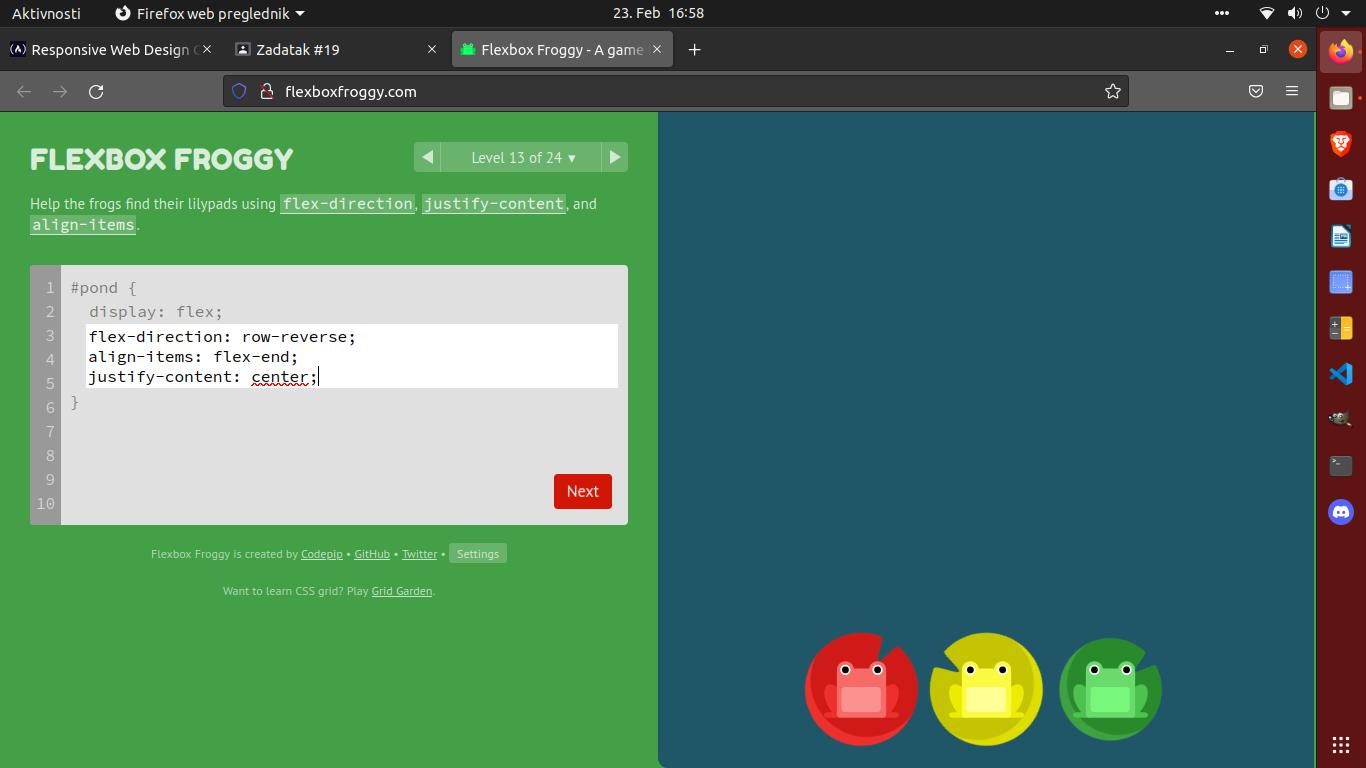 Aktivnosti
Firefox web preglednik
23. Feb 16:58
Responsive Web Design
Zadatak #19
Flexbox Froggy - A game
flexboxfroggy.com
FLEXBOX FROGGY
Level 13 of 24 ▾
Help the frogs find their lilypads using flex-direction, justify-content, and
align-items.
1 #pond {
2 display: flex;
3 flex-direction: row-reverse;
4 align-items: flex-end;
5 justify-content: center;
6 }
7
8
9
10
Next
Flexbox Froggy is created by Codepip • GitHub • Twitter • Settings
Want to learn CSS grid? Play Grid Garden.